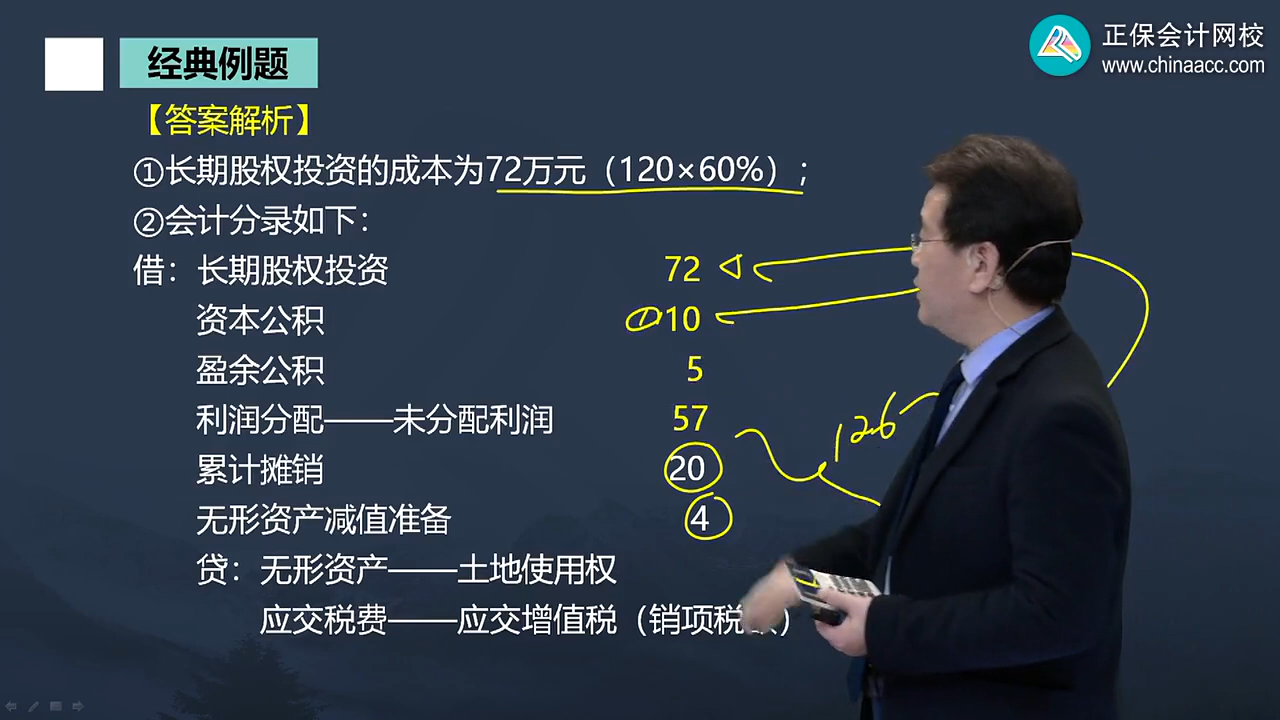 经典例题
正保会计网校
www.chinaacc.com
【答案解析】
①长期股权投资的成本为72万元（120×60%）;
②会计分录如下：
借：长期股权投资 72
资本公积 ①10
盈余公积 5
利润分配——未分配利润 57
12.6
累计摊销 20
无形资产减值准备 4
贷：无形资产——土地使用权
应交税费——应交增值税（销项税额）